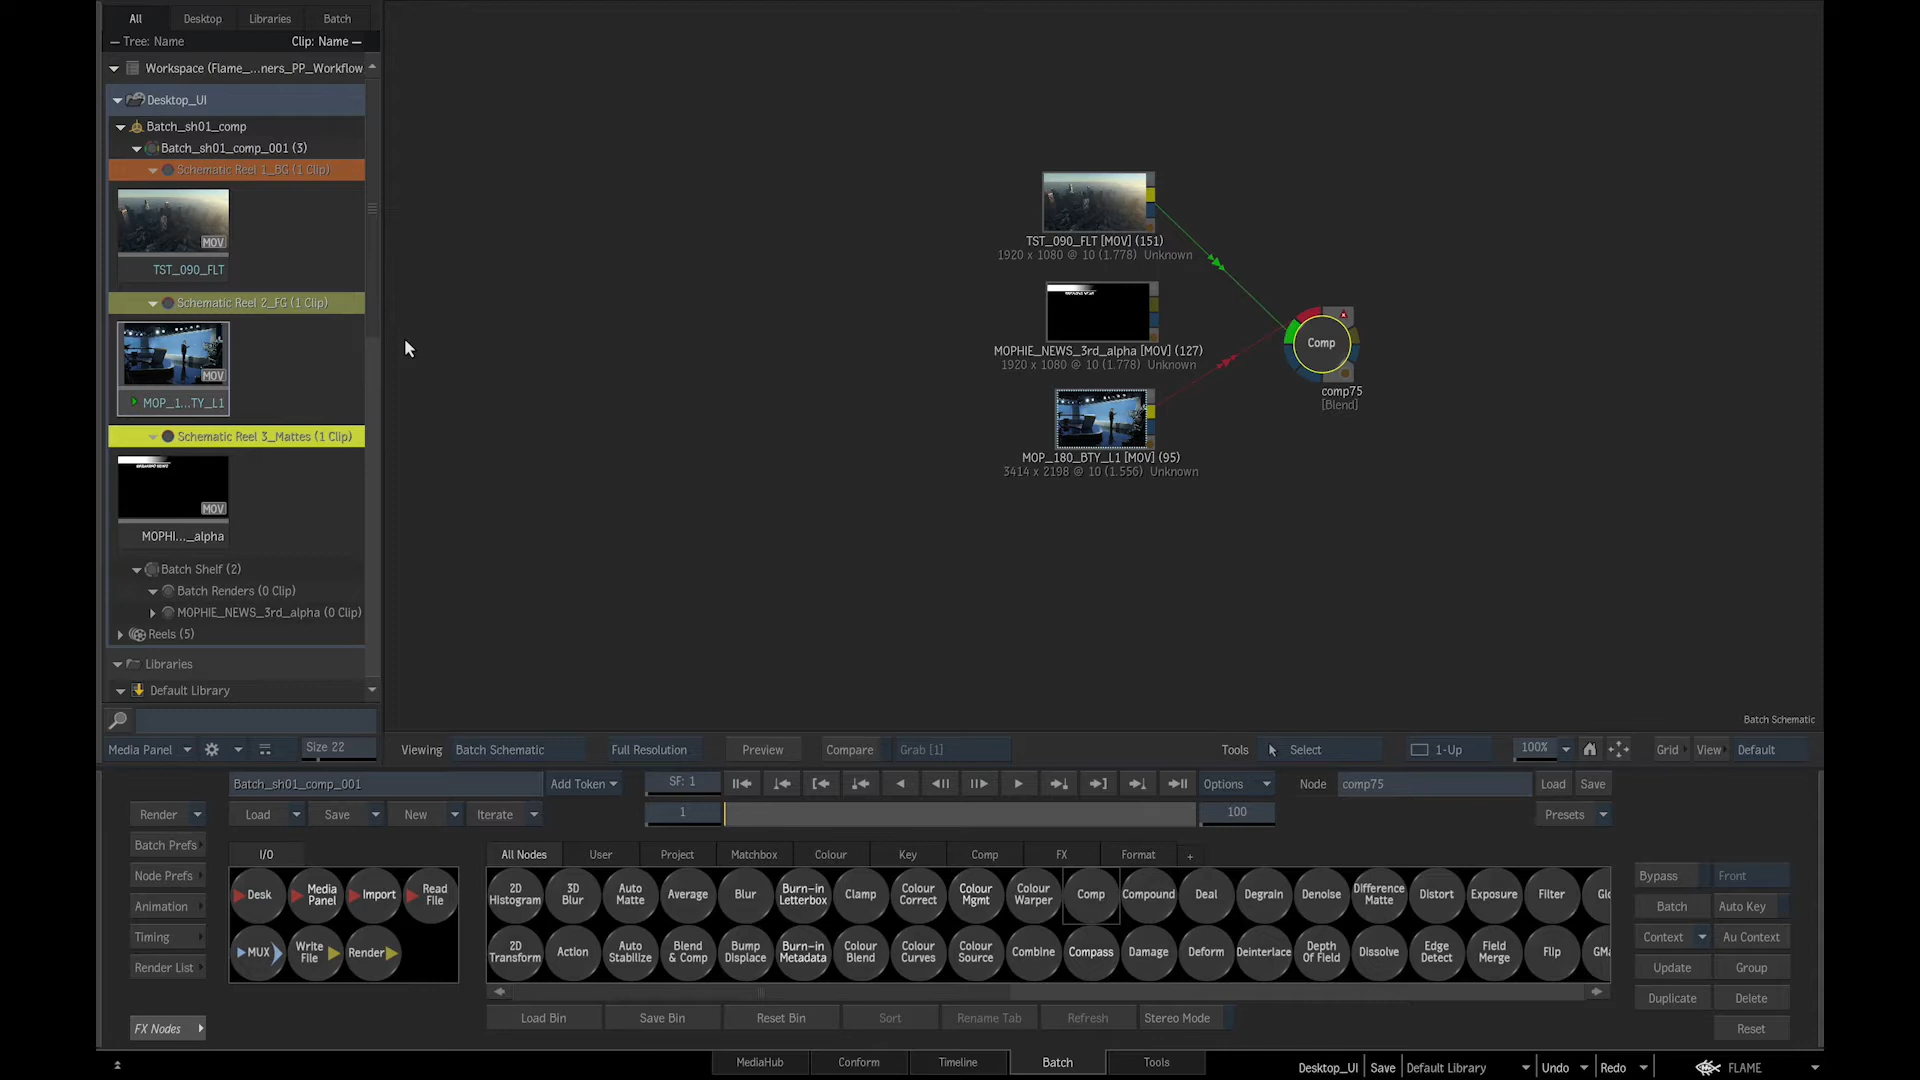 All Desktop Libraries Batch
Tree: Name Clip: Name
Workspace (Flame_...ners_PP_Workflow
Desktop_UI
Batch_sh01_comp
Batch_sh01_comp_001 (3)
Schematic Reel 1_BG (1 Clip)
MOV
TST_090_FLT
Schematic Reel 2_FG (1 Clip)
MOV
MOP_1...TY_L1
Schematic Reel 3_Mattes (1 Clip)
MOV
MOPHI..._alpha
Batch Shelf (2)
Batch Renders (0 Clip)
MOPHIE_NEWS_3rd_alpha (0 Clip)
Reels (5)
Libraries
Default Library
TST_090_FLT [MOV] (151)
1920 x 1080 @ 10 (1.778) Unknown
MOPHIE_NEWS_3rd_alpha [MOV] (127)
1920 x 1080 @ 10 (1.778) Unknown
MOP_180_BTY_L1 [MOV] (95)
3414 x 2198 @ 10 (1.556) Unknown
Comp
comp75
[Blend]
Batch Schematic
Media Panel Size 22 Viewing Batch Schematic Full Resolution Preview Compare Grab [1] Tools Select 1-Up 100% Grid View Default
Batch_sh01_comp_001 Add Token SF: 1 Options Node comp75 Load Save
Render Load Save New Iterate 1 100 Presets
Batch Prefs I/O All Nodes User Project Matchbox Colour Key Comp FX Format +
Node Prefs Bypass Front
Desk Media Panel Import Read File 2D Histogram 3D Blur Auto Matte Average Blur Burn-in Letterbox Clamp Colour Correct Colour Mgmt Colour Warper Comp Compound Deal Degrain Denoise Difference Matte Distort Exposure Filter Glo
Animation Batch Auto Key
Timing Context Au Context
MUX Write File Render 2D Transform Action Auto Stabilize Blend & Comp Bump Displace Burn-in Metadata Colour Blend Colour Curves Colour Source Combine Compass Damage Deform Deinterlace Depth Of Field Dissolve Edge Detect Field Merge Flip GMa
Render List Update Group
Duplicate Delete
FX Nodes Load Bin Save Bin Reset Bin Sort Rename Tab Refresh Stereo Mode Reset
MediaHub Conform Timeline Batch Tools Desktop_UI Save Default Library Undo Redo FLAME